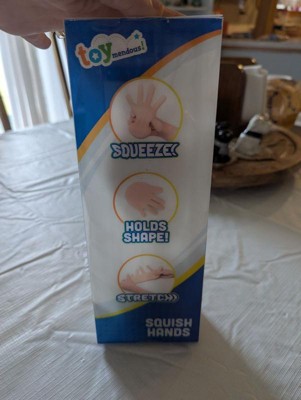 toy
mendous!
SQUEEZE
HOLDS
SHAPE!
STRETCH
SQUISH
HANDS